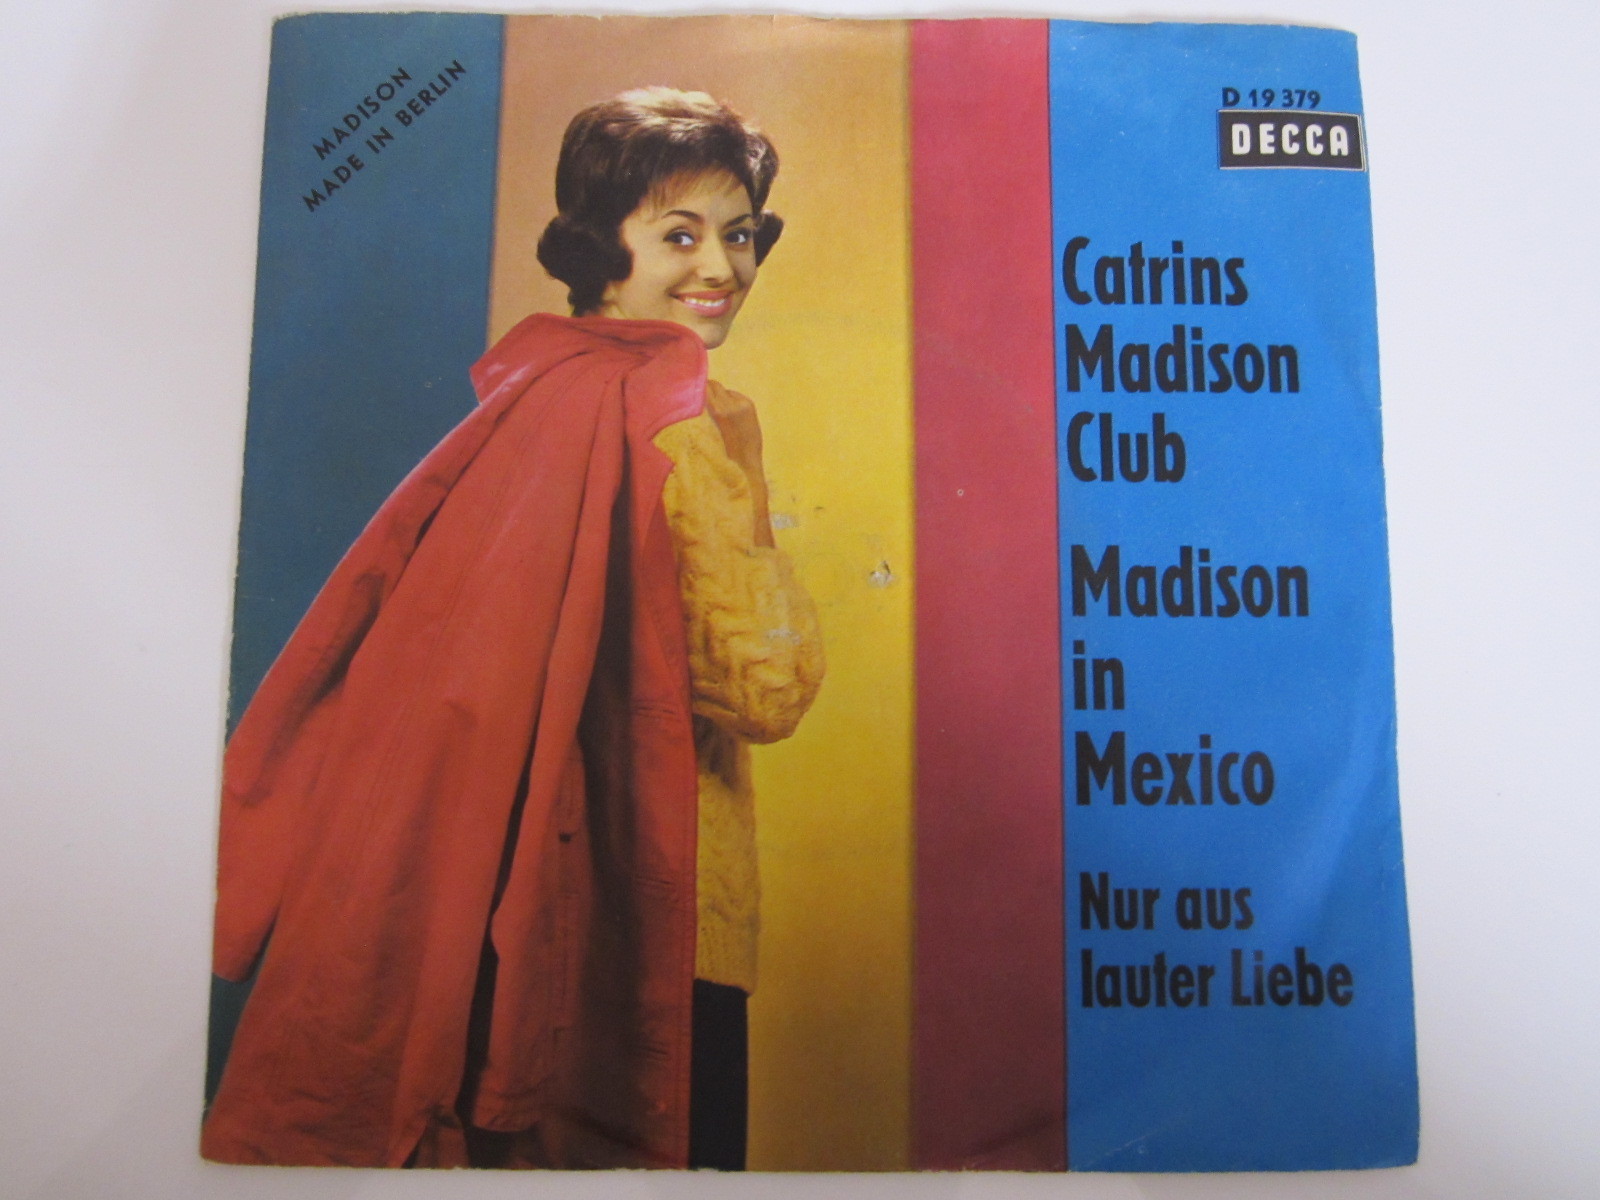 MADISON
MADE IN BERLIN
D 19 379
DECCA
Catrins
Madison
Club
Madison
in
Mexico
Nur aus
lauter Liebe